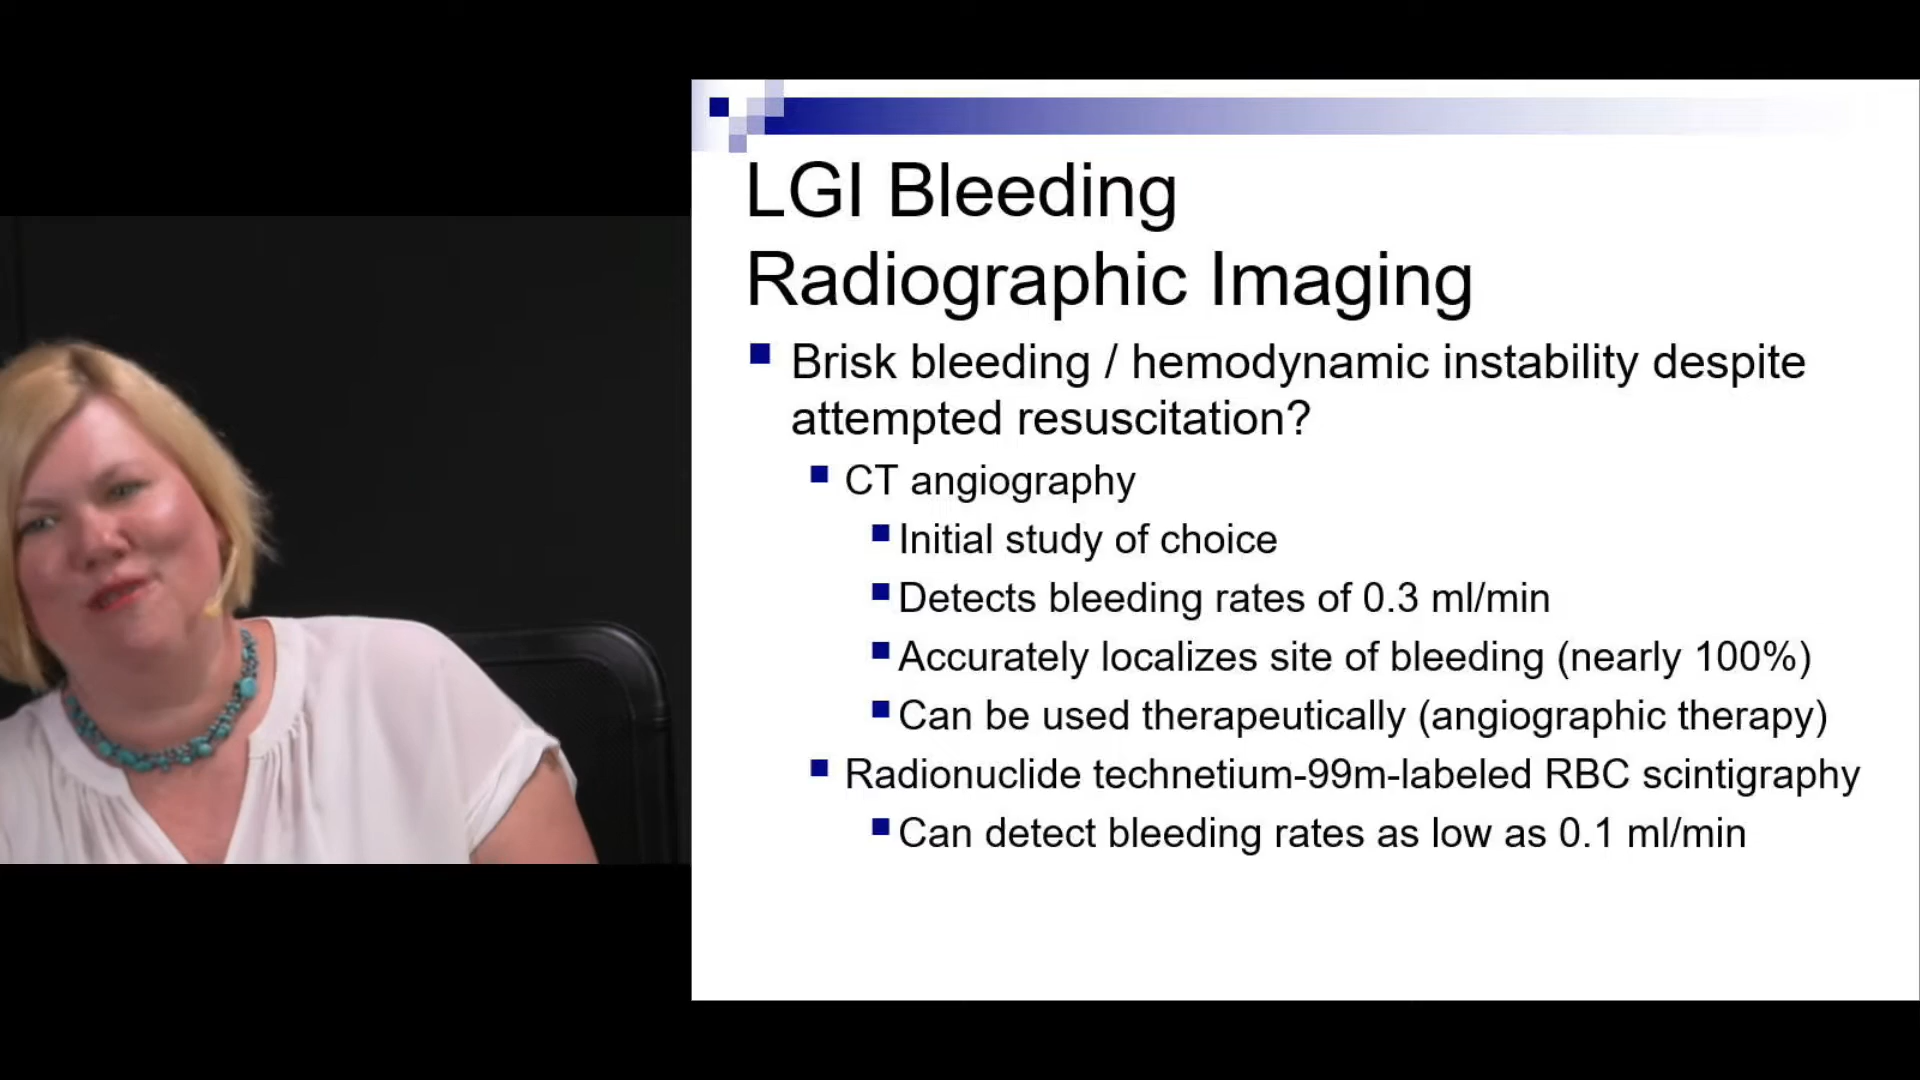 LGI Bleeding
Radiographic Imaging
Brisk bleeding / hemodynamic instability despite
attempted resuscitation?
CT angiography
Initial study of choice
Detects bleeding rates of 0.3 ml/min
Accurately localizes site of bleeding (nearly 100%)
Can be used therapeutically (angiographic therapy)
Radionuclide technetium-99m-labeled RBC scintigraphy
Can detect bleeding rates as low as 0.1 ml/min